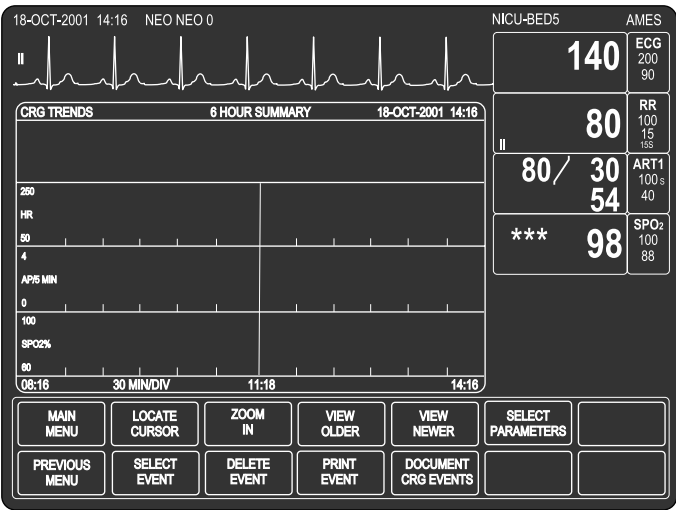 18-OCT-2001 14:16 NEO NEO 0 NICU-BED5 AMES
II
140 ECG
200
90
CRG TRENDS 6 HOUR SUMMARY 18-OCT-2001 14:16
II 80 RR
100
15
15S
80/ 30 ART1
54 100 S
40
*** 98 SPO2
100
88
250
HR
50
4
AP/5 MIN
0
100
SPO2%
60
08:16 30 MIN/DIV 11:18 14:16
MAIN MENU
LOCATE CURSOR
ZOOM IN
VIEW OLDER
VIEW NEWER
SELECT PARAMETERS
PREVIOUS MENU
SELECT EVENT
DELETE EVENT
PRINT EVENT
DOCUMENT CRG EVENTS